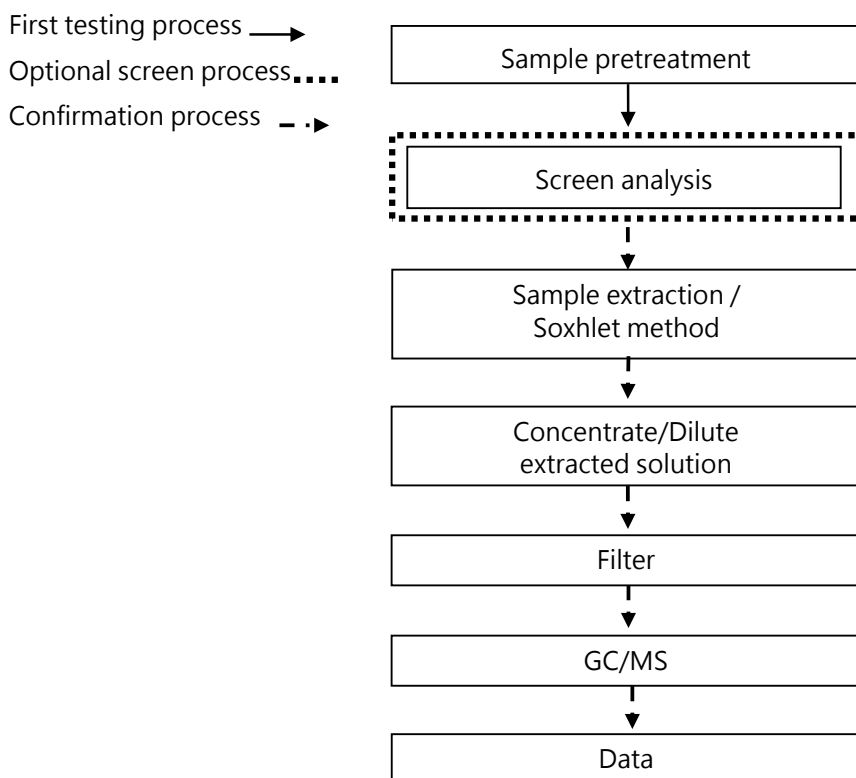 First testing process
Optional screen process
Confirmation process
Sample pretreatment
Screen analysis
Sample extraction /
Soxhlet method
Concentrate/Dilute
extracted solution
Filter
GC/MS
Data